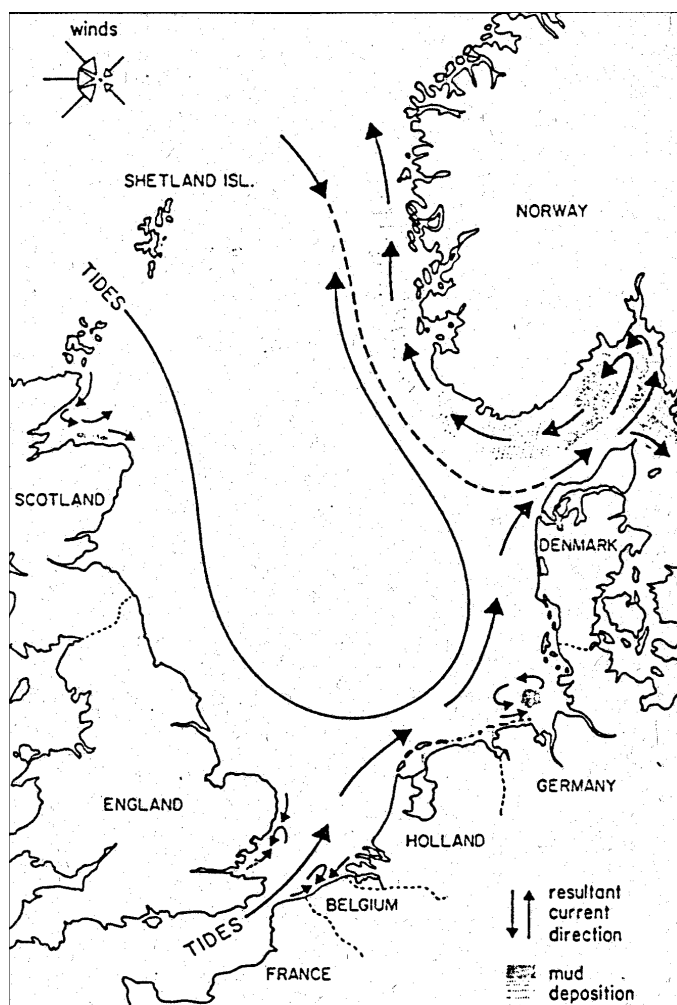 winds
SHETLAND ISL.
NORWAY
TIDES
SCOTLAND
DENMARK
ENGLAND
GERMANY
HOLLAND
BELGIUM
TIDES
FRANCE
resultant
current
direction
mud
deposition